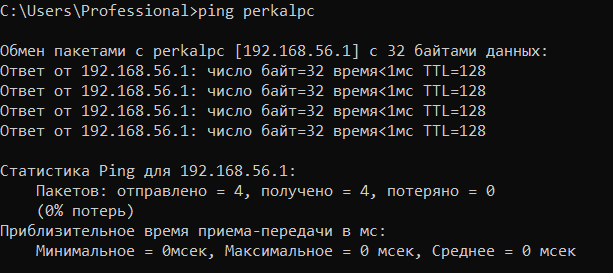 C:\Users\Professional>ping perkalpc
Обмен пакетами с perkalpc [192.168.56.1] с 32 байтами данных:
Ответ от 192.168.56.1: число байт=32 время<1мс TTL=128
Ответ от 192.168.56.1: число байт=32 время<1мс TTL=128
Ответ от 192.168.56.1: число байт=32 время<1мс TTL=128
Ответ от 192.168.56.1: число байт=32 время<1мс TTL=128
Статистика Ping для 192.168.56.1:
Пакетов: отправлено = 4, получено = 4, потеряно = 0
(0% потерь)
Приблизительное время приема-передачи в мс:
Минимальное = 0мсек, Максимальное = 0 мсек, Среднее = 0 мсек